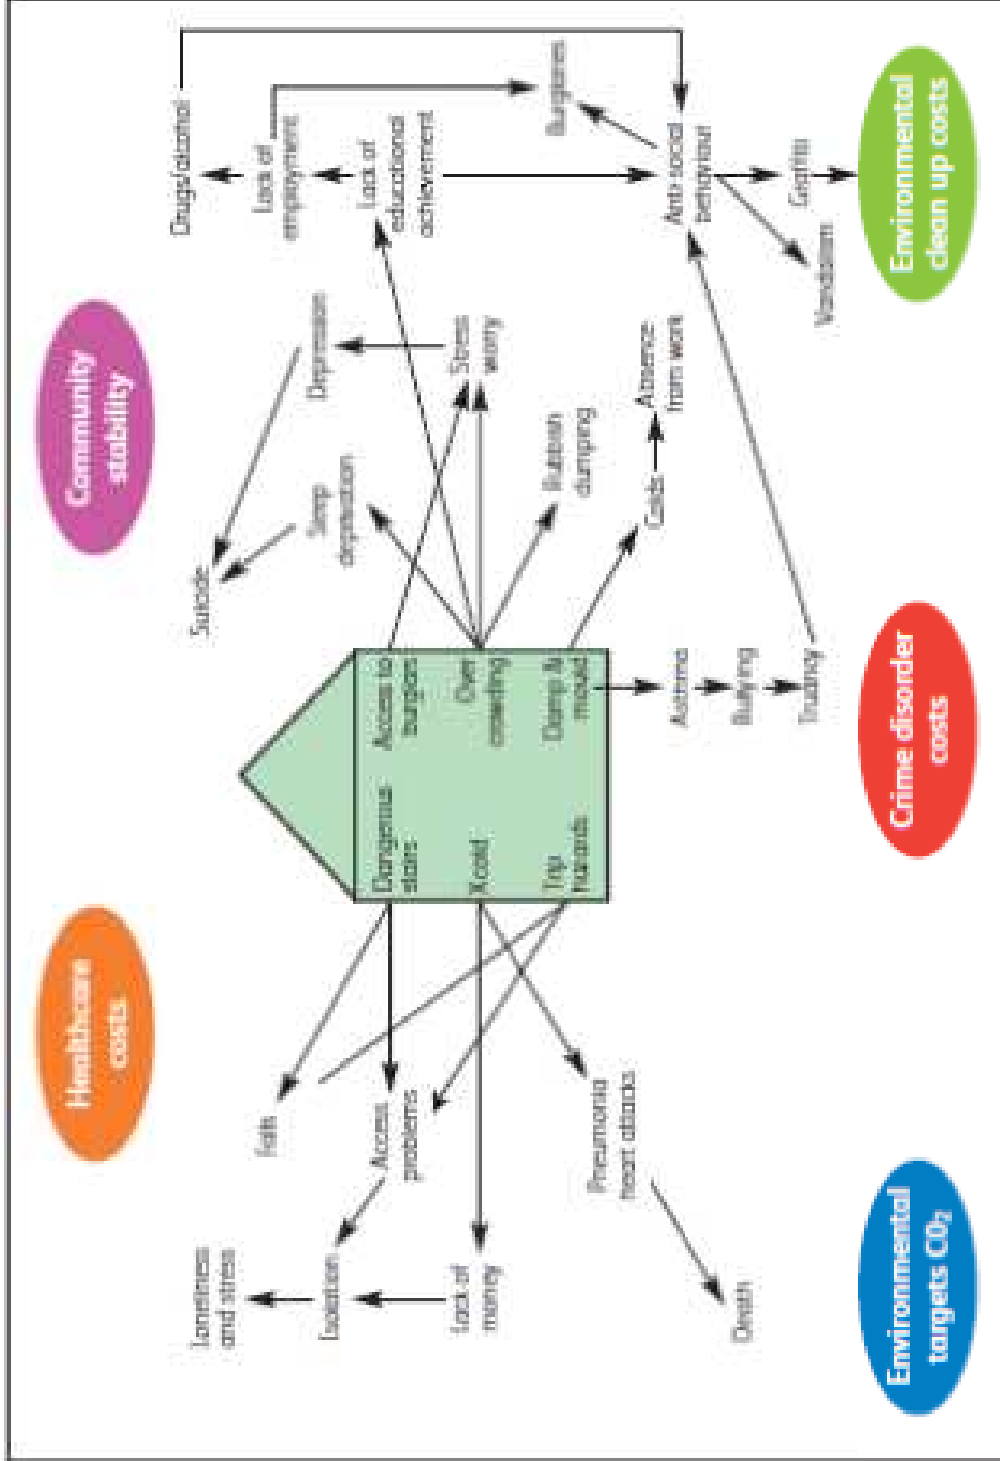 Healthcare
costs
Community
stability
Loneliness
and stress
Isolation
Lack of
money
Falls
Access
problems
Pneumonia
heart attacks
Death
Dangerous
stairs
Xcold
Trip
hazards
Access to
burglars
Over
crowding
Damp &
mould
Suicide
Sleep
deprivation
Depression
Stress
worry
Rubbish
dumping
Colds
Absence
from work
Asthma
Bullying
Truancy
Drugs/alcohol
Lack of
employment
Lack of
educational
achievement
Burglaries
Anti social
behaviour
Graffiti
Vandalism
Environmental
targets C0₂
Crime disorder
costs
Environmental
clean up costs